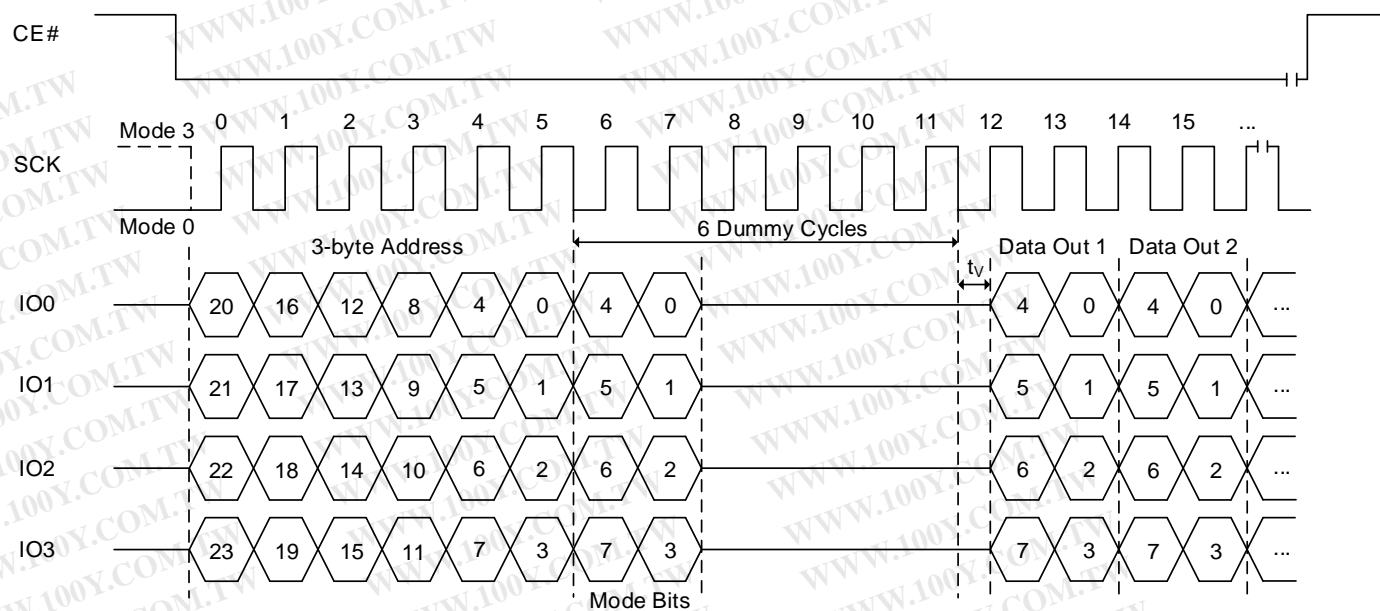 CE#
Mode 3
0 1 2 3 4 5 6 7 8 9 10 11 12 13 14 15 ...
SCK
Mode 0
3-byte Address
6 Dummy Cycles
Data Out 1
Data Out 2
tV
IO0
20 16 12 8 4 0 4 0 4 0 4 0 ...
IO1
21 17 13 9 5 1 5 1 5 1 5 1 ...
IO2
22 18 14 10 6 2 6 2 6 2 6 2 ...
IO3
23 19 15 11 7 3 7 3 7 3 7 3 ...
Mode Bits
WWW.100Y.COM.TW